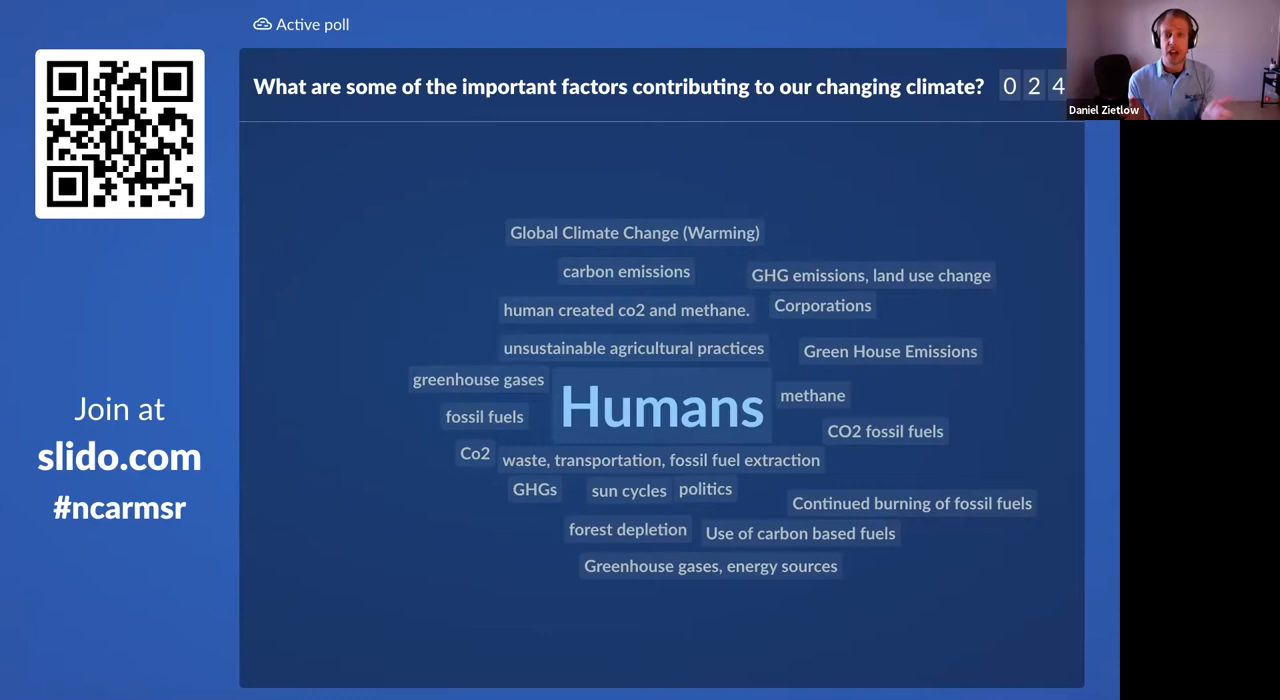 Active poll
What are some of the important factors contributing to our changing climate?
0 2 4
Daniel Zietlow
Join at
slido.com
#ncarmsr
Global Climate Change (Warming)
carbon emissions
GHG emissions, land use change
human created co2 and methane.
Corporations
unsustainable agricultural practices
Green House Emissions
greenhouse gases
Humans
methane
fossil fuels
CO2 fossil fuels
Co2
waste, transportation, fossil fuel extraction
GHGs
sun cycles
politics
Continued burning of fossil fuels
forest depletion
Use of carbon based fuels
Greenhouse gases, energy sources